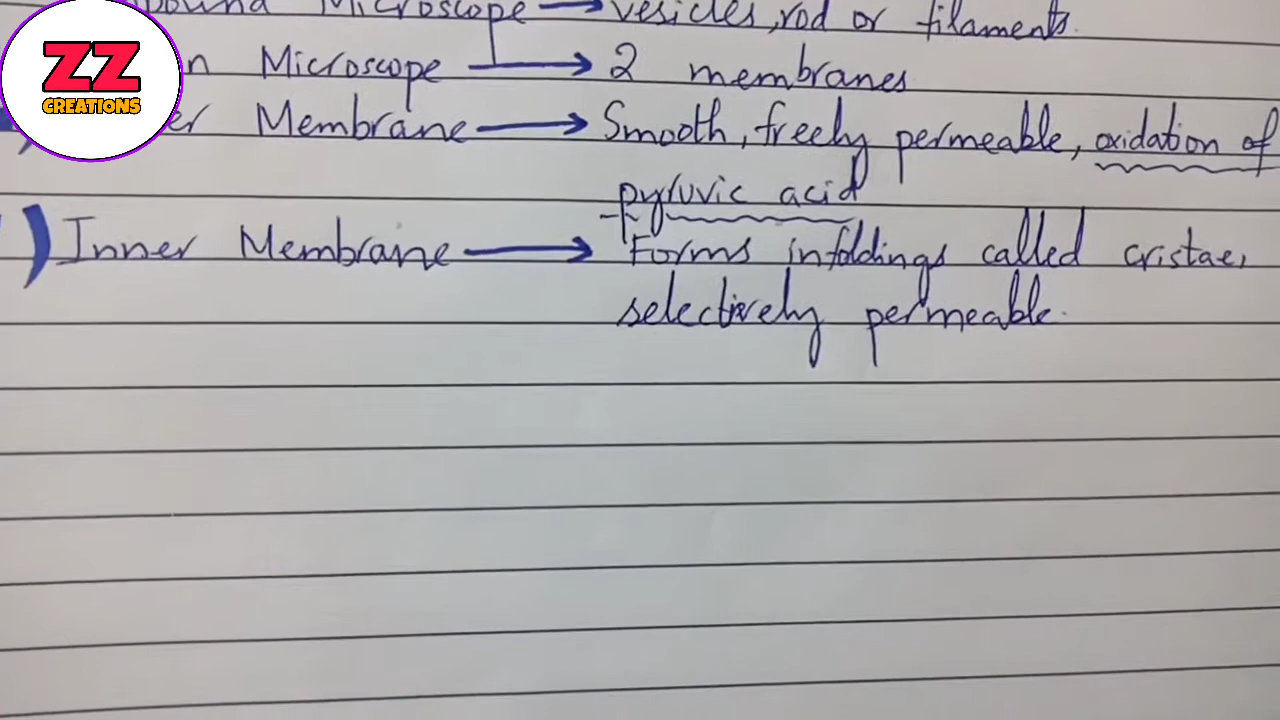 Microscope → vesicles, rod or filaments.
ZZ
CREATIONS
n Microscope → 2 membranes
er Membrane → Smooth, freely permeable, oxidation of
pyruvic acid
) Inner Membrane → Forms infoldings called cristae,
selectively permeable.